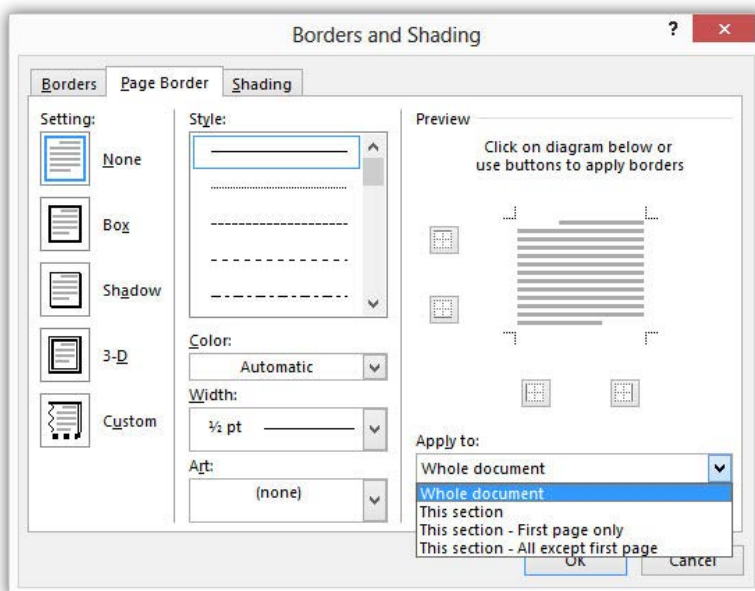 Borders and Shading
?
Borders
Page Border
Shading
Setting:
None
Box
Shadow
3-D
Custom
Style:
Color:
Automatic
Width:
½ pt
Art:
(none)
Preview
Click on diagram below or
use buttons to apply borders
Apply to:
Whole document
Whole document
This section
This section - First page only
This section - All except first page
OK
Cancel